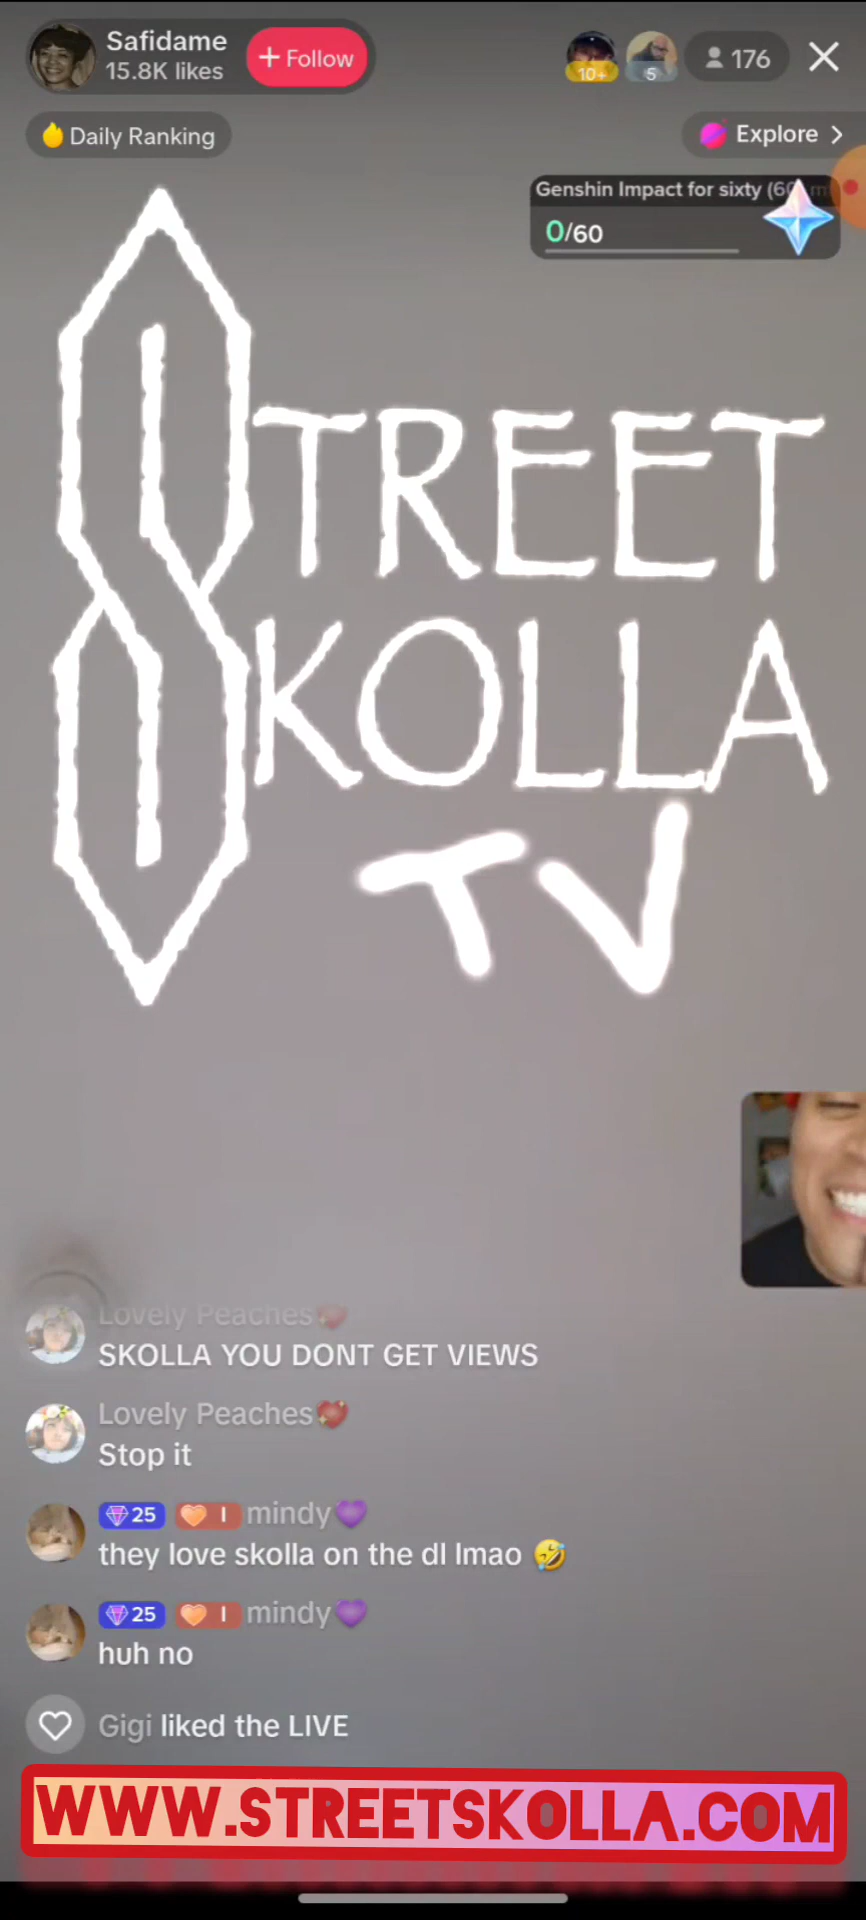 Safidame
15.8K likes
+ Follow
10+
5
176
Daily Ranking
Explore >
Genshin Impact for sixty (60
0/60
STREET
SKOLLA
TV
Lovely Peaches💓
SKOLLA YOU DONT GET VIEWS
Lovely Peaches💓
Stop it
25 I mindy💜
they love skolla on the dl lmao 🤣
25 I mindy💜
huh no
Gigi liked the LIVE
WWW.STREETSKOLLA.COM